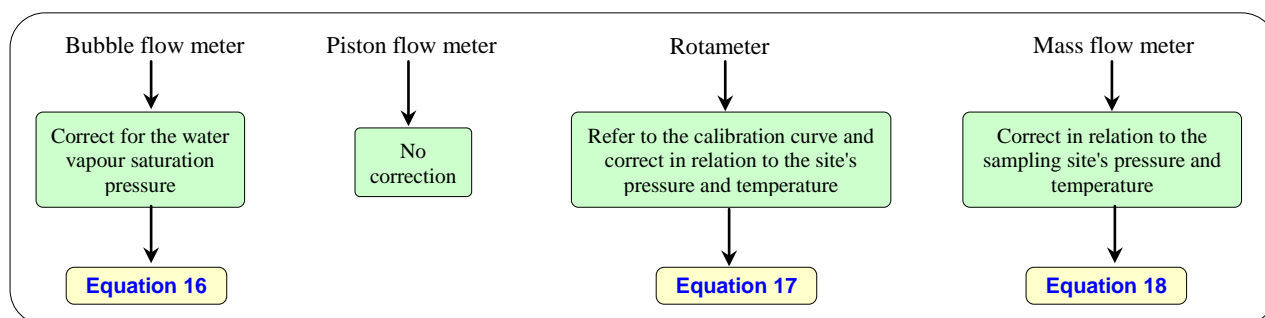 Bubble flow meter
Piston flow meter
Rotameter
Mass flow meter
Correct for the water
vapour saturation
pressure
No
correction
Refer to the calibration curve and
correct in relation to the site's
pressure and temperature
Correct in relation to the
sampling site's pressure and
temperature
Equation 16
Equation 17
Equation 18